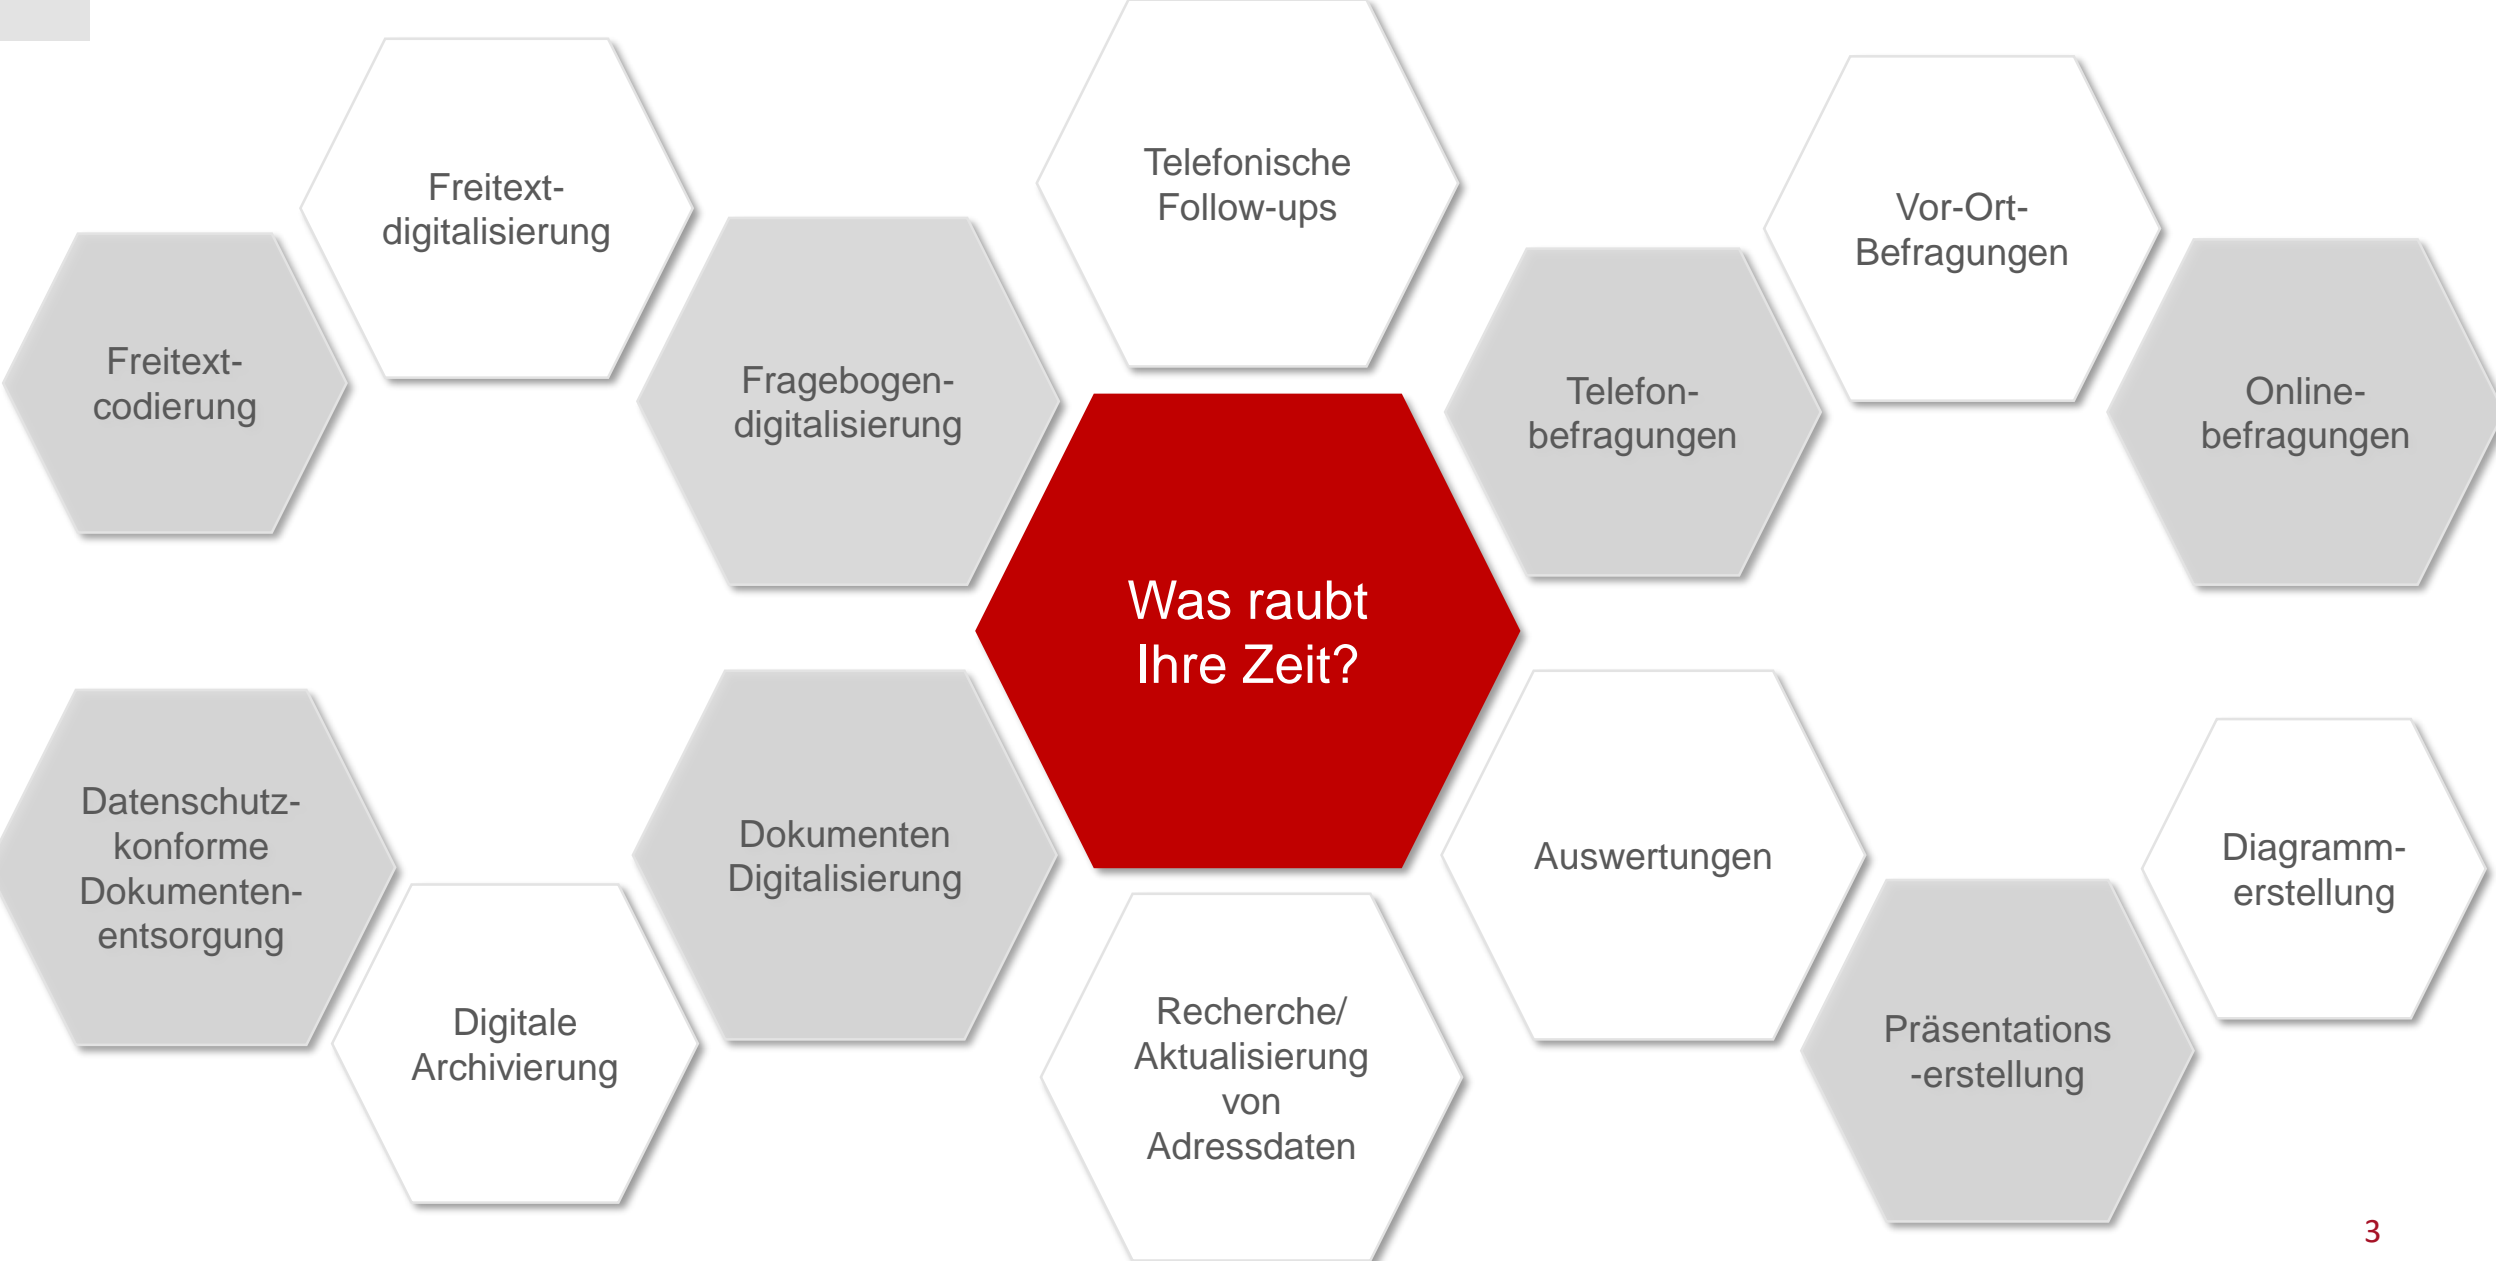 Telefonische
Follow-ups
Freitext-
digitalisierung
Vor-Ort-
Befragungen
Freitext-
codierung
Fragebogen-
digitalisierung
Telefon-
befragungen
Online-
befragungen
Was raubt
Ihre Zeit?
Datenschutz-
konforme
Dokumenten-
entsorgung
Dokumenten
Digitalisierung
Auswertungen
Diagramm-
erstellung
Digitale
Archivierung
Recherche/
Aktualisierung
von
Adressdaten
Präsentations
-erstellung
3